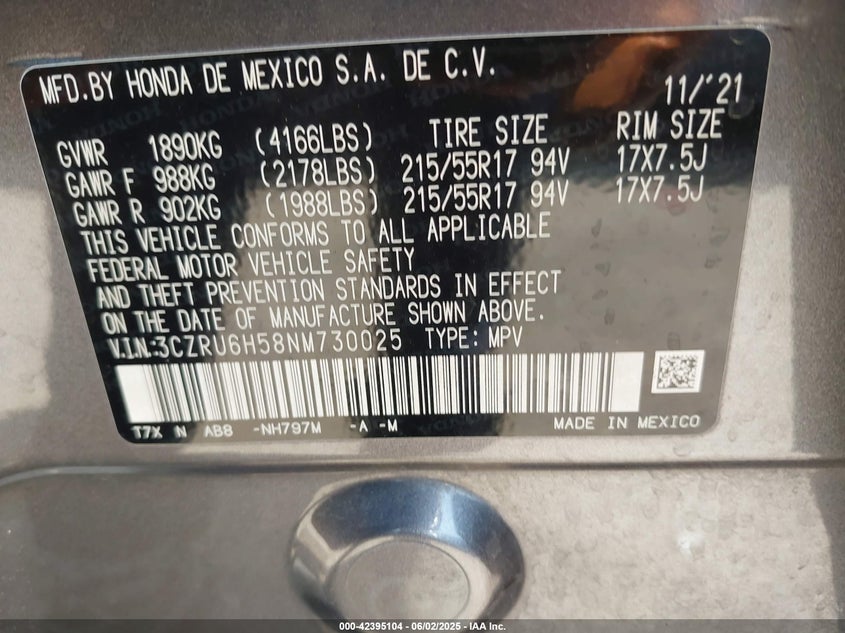 MFD.BY HONDA DE MEXICO S.A. DE C.V.
11/'21
GVWR 1890KG (4166LBS) TIRE SIZE RIM SIZE
GAWR F 988KG (2178LBS) 215/55R17 94V 17X7.5J
GAWR R 902KG (1988LBS) 215/55R17 94V 17X7.5J
THIS VEHICLE CONFORMS TO ALL APPLICABLE
FEDERAL MOTOR VEHICLE SAFETY
AND THEFT PREVENTION STANDARDS IN EFFECT
ON THE DATE OF MANUFACTURE SHOWN ABOVE.
V.I.N:3CZRU6H58NM730025 TYPE: MPV
T7X N AB8 -NH797M -A -M MADE IN MEXICO
000-42395104 - 06/02/2025 - IAA Inc.